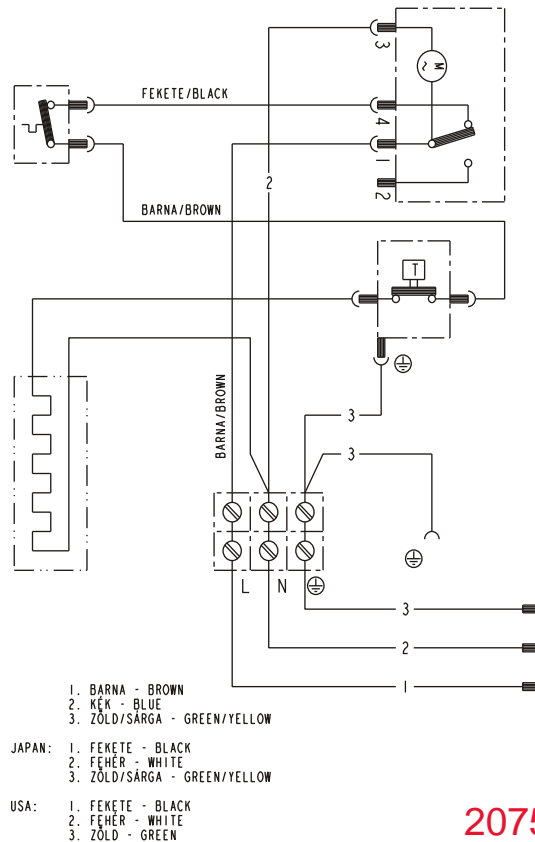 3
M
~
FEKETE/BLACK
4
1
2
2
BARNA/BROWN
T
BARNA/BROWN
3
3
L N
3
2
1
1. BARNA - BROWN
2. KÉK - BLUE
3. ZÖLD/SÁRGA - GREEN/YELLOW
JAPAN: 1. FEKETE - BLACK
2. FEHÉR - WHITE
3. ZÖLD/SÁRGA - GREEN/YELLOW
USA: 1. FEKETE - BLACK
2. FEHÉR - WHITE
3. ZÖLD - GREEN
2075